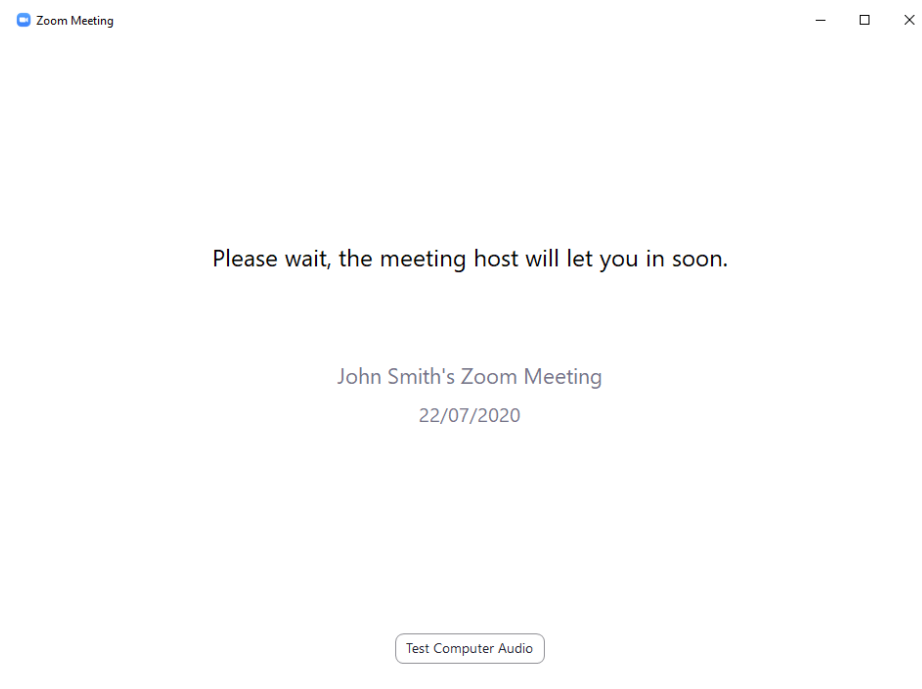 Zoom Meeting
Please wait, the meeting host will let you in soon.
John Smith's Zoom Meeting
22/07/2020
Test Computer Audio